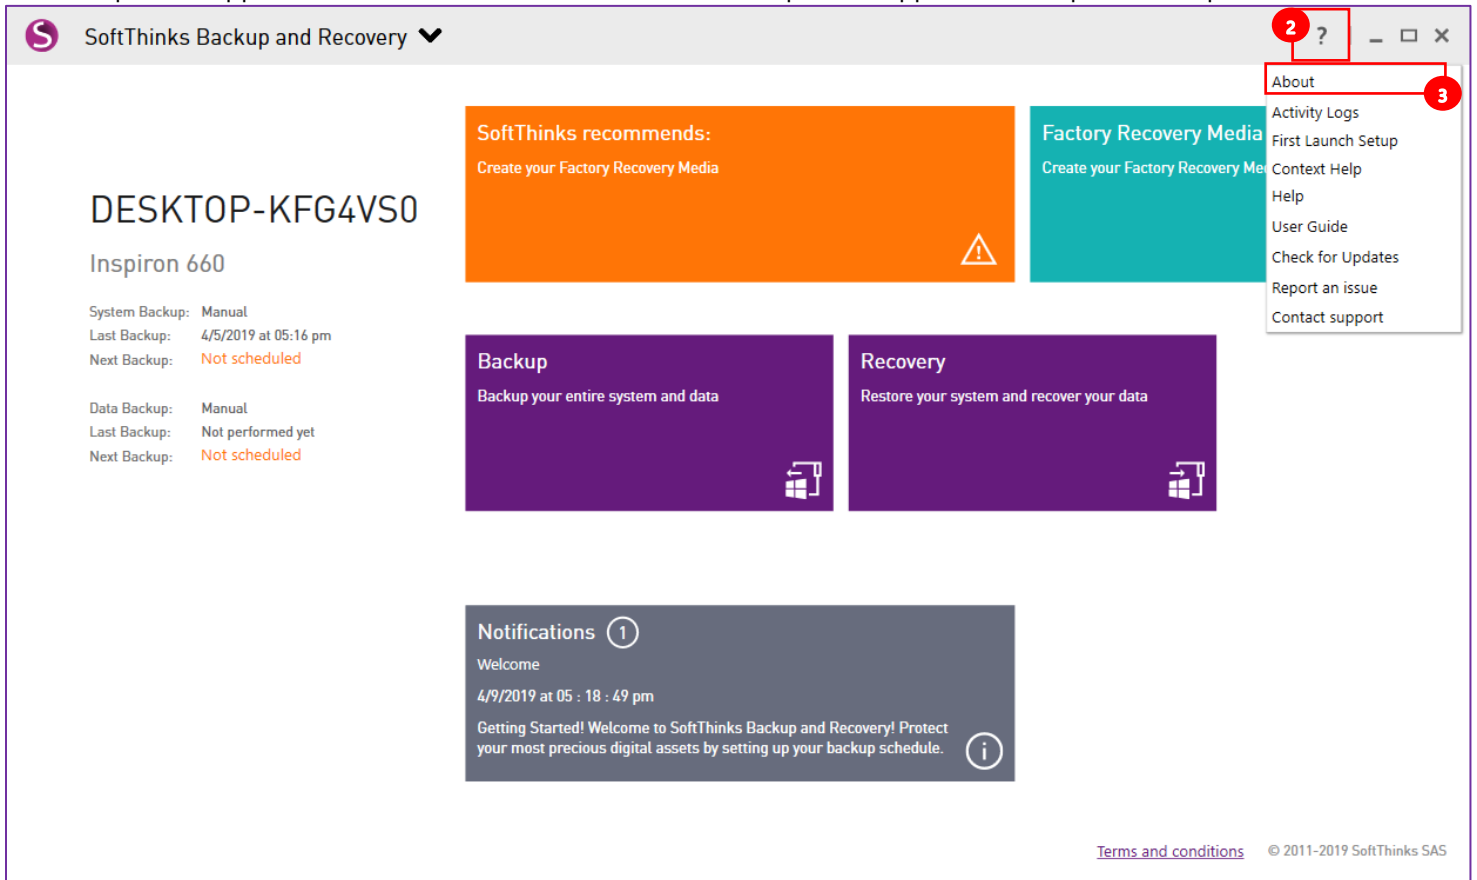 SoftThinks Backup and Recovery
2
?
About
3
Activity Logs
First Launch Setup
Context Help
Help
User Guide
Check for Updates
Report an issue
Contact support
SoftThinks recommends:
Create your Factory Recovery Media
Factory Recovery Media
Create your Factory Recovery Me
DESKTOP-KFG4VS0
Inspiron 660
System Backup: Manual
Last Backup: 4/5/2019 at 05:16 pm
Next Backup: Not scheduled
Data Backup: Manual
Last Backup: Not performed yet
Next Backup: Not scheduled
Backup
Backup your entire system and data
Recovery
Restore your system and recover your data
Notifications 1
Welcome
4/9/2019 at 05 : 18 : 49 pm
Getting Started! Welcome to SoftThinks Backup and Recovery! Protect
your most precious digital assets by setting up your backup schedule.
Terms and conditions © 2011-2019 SoftThinks SAS